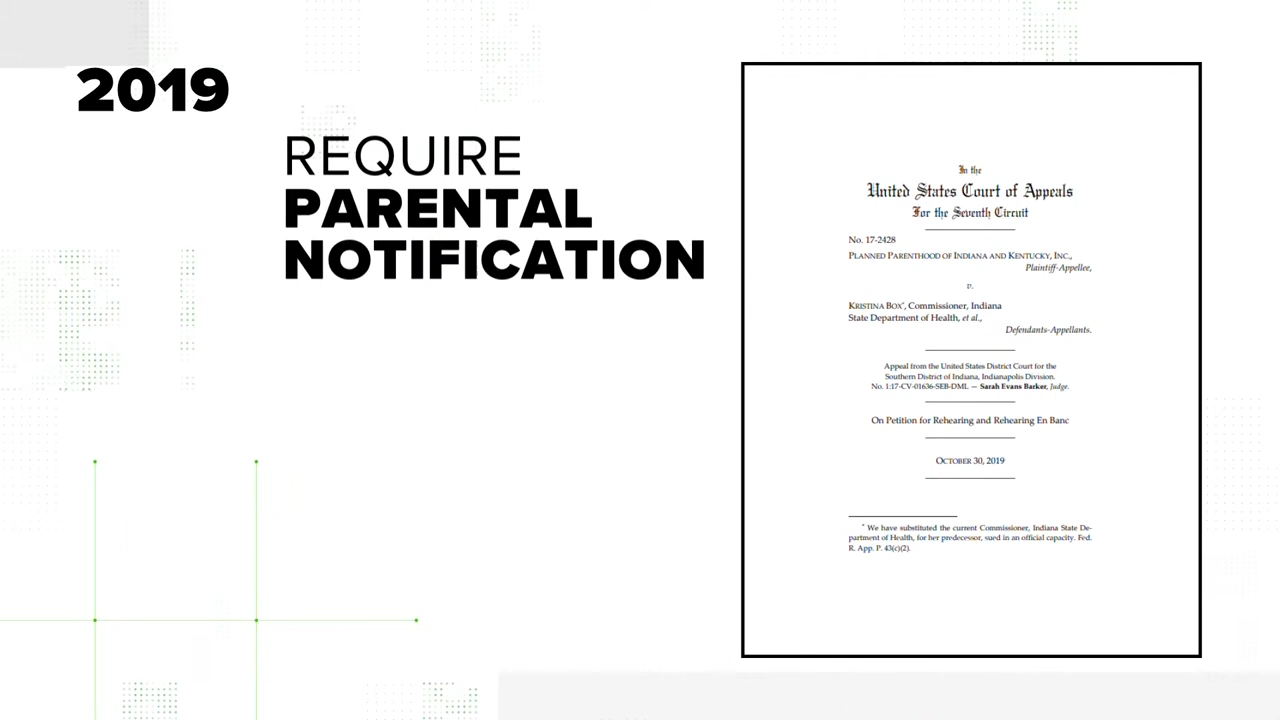 2019
REQUIRE
PARENTAL
NOTIFICATION
In the
United States Court of Appeals
For the Seventh Circuit
No. 17-2428
PLANNED PARENTHOOD OF INDIANA AND KENTUCKY, INC.,
Plaintiff-Appellee,
v.
KRISTINA BOX*, Commissioner, Indiana
State Department of Health, et al.,
Defendants-Appellants.
Appeal from the United States District Court for the
Southern District of Indiana, Indianapolis Division.
No. 1:17-CV-01636-SEB-DML — Sarah Evans Barker, Judge.
On Petition for Rehearing and Rehearing En Banc
OCTOBER 30, 2019
* We have substituted the current Commissioner, Indiana State De-
partment of Health, for her predecessor, sued in an official capacity. Fed.
R. App. P. 43(c)(2).